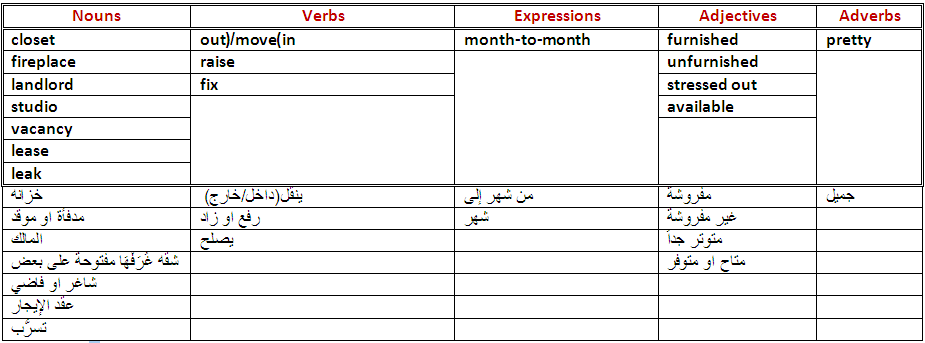 Nouns Verbs Expressions Adjectives Adverbs
closet out)/move(in month-to-month furnished pretty
fireplace raise unfurnished
landlord fix stressed out
studio available
vacancy
lease
leak
خزانه ينقل(داخل/خارج) من شهر إلى مفروشة جميل
مدفأة او موقد رفع او زاد شهر غير مفروشة
المالك يصلح متوتر جداً
شقه غُرَفُهَا مفتوحة على بعض متاح او متوفر
شاغر او فاضي
عقد الإيجار
تسرُّب